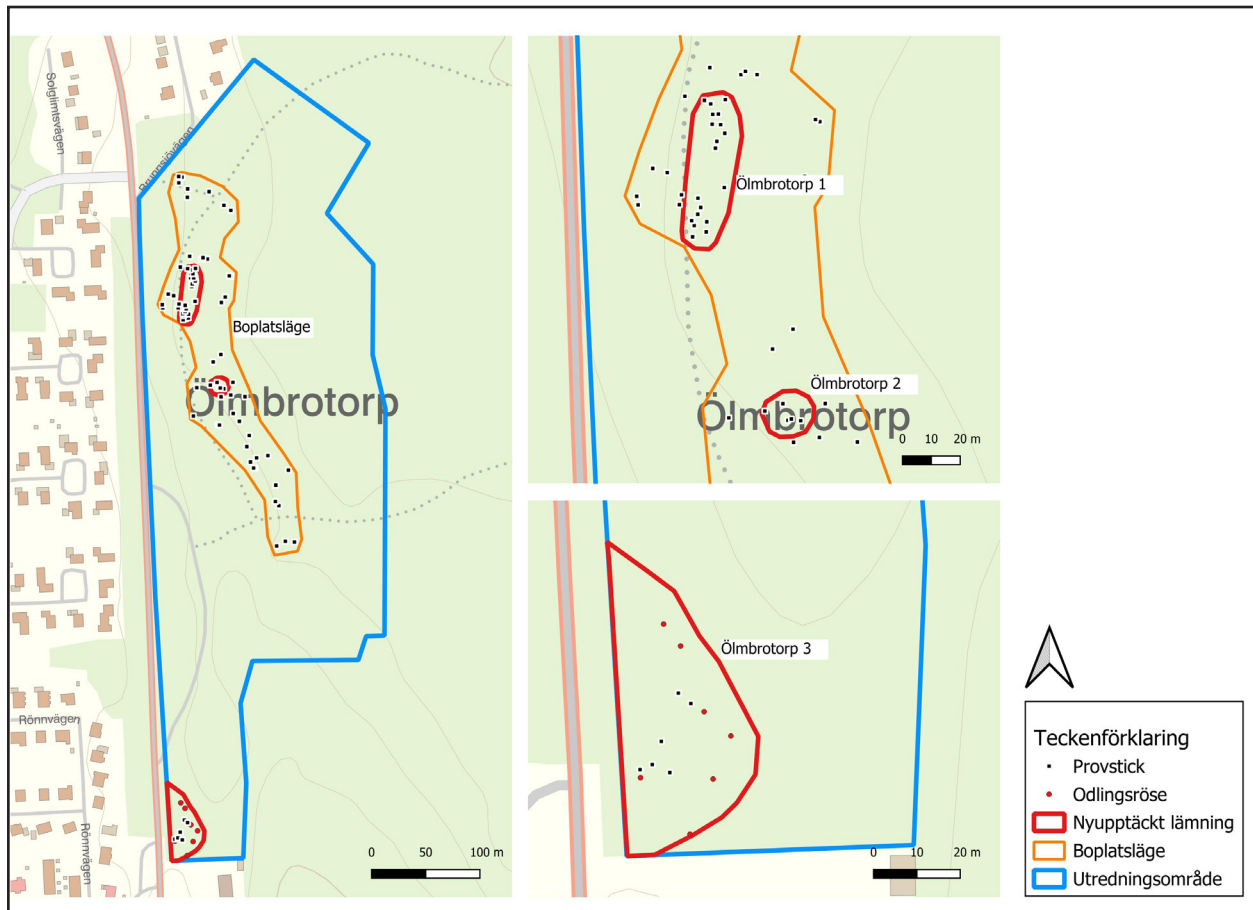 Solglimtsvägen
Brunnsjövägen
Boplatsläge
Ölmbrotorp
Rönnvägen
Rönnvägen
0 50 100 m
Ölmbrotorp 1
Ölmbrotorp 2
Ölmbrotorp
0 10 20 m
Ölmbrotorp 3
0 10 20 m
Teckenförklaring
Provstick
Odlingsröse
Nyupptäckt lämning
Boplatsläge
Utredningsområde